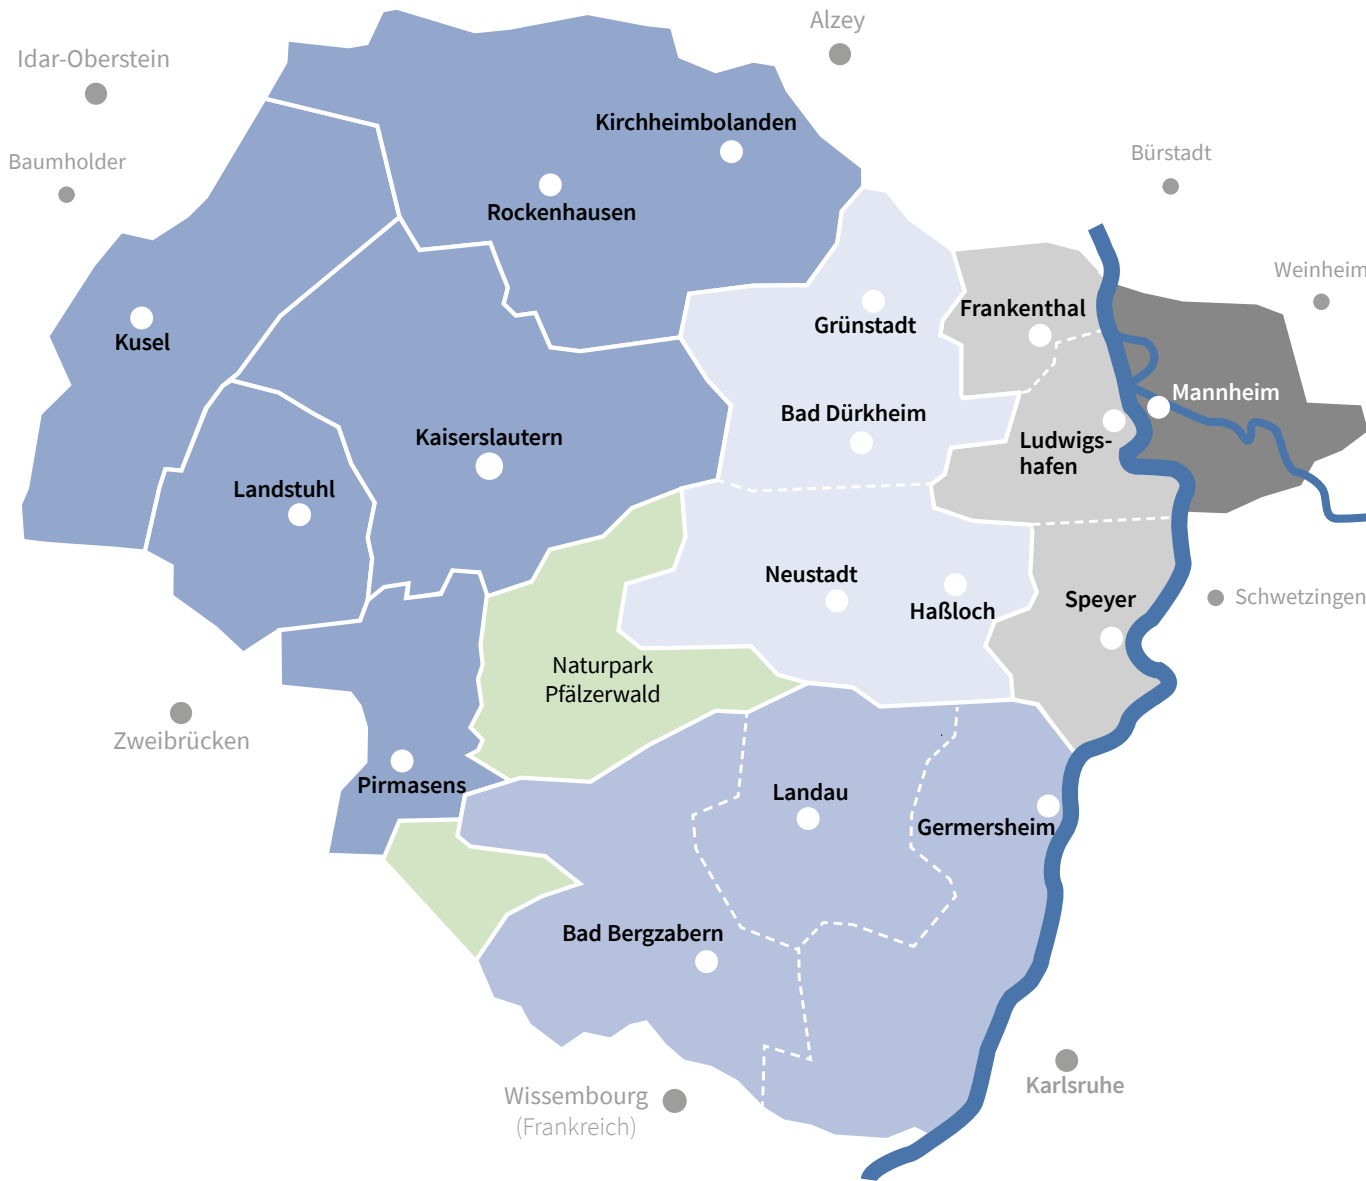 Alzey
Idar-Oberstein
Kirchheimbolanden
Baumholder
Bürstadt
Rockenhausen
Weinheim
Frankenthal
Grünstadt
Kusel
Mannheim
Bad Dürkheim
Kaiserslautern
Ludwigs-
hafen
Landstuhl
Neustadt
Haßloch
Speyer
Schwetzingen
Naturpark
Pfälzerwald
Zweibrücken
Pirmasens
Landau
Germersheim
Bad Bergzabern
Karlsruhe
Wissembourg
(Frankreich)